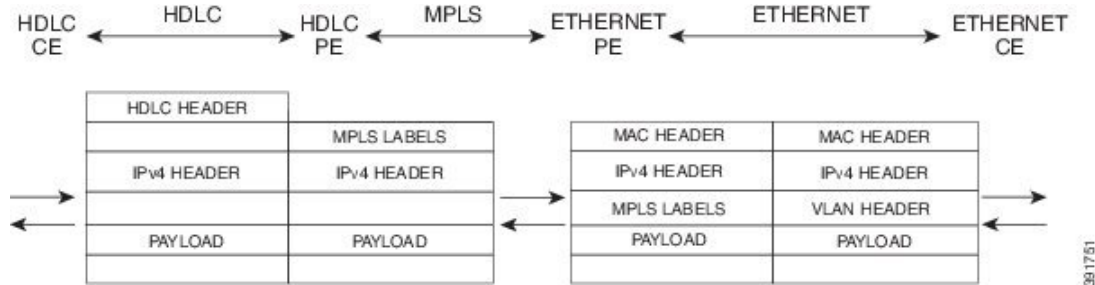 HDLC CE
HDLC
HDLC PE
MPLS
ETHERNET PE
ETHERNET
ETHERNET CE
HDLC HEADER
MPLS LABELS
MAC HEADER
MAC HEADER
IPv4 HEADER
IPv4 HEADER
IPv4 HEADER
IPv4 HEADER
MPLS LABELS
VLAN HEADER
PAYLOAD
PAYLOAD
PAYLOAD
PAYLOAD
391751